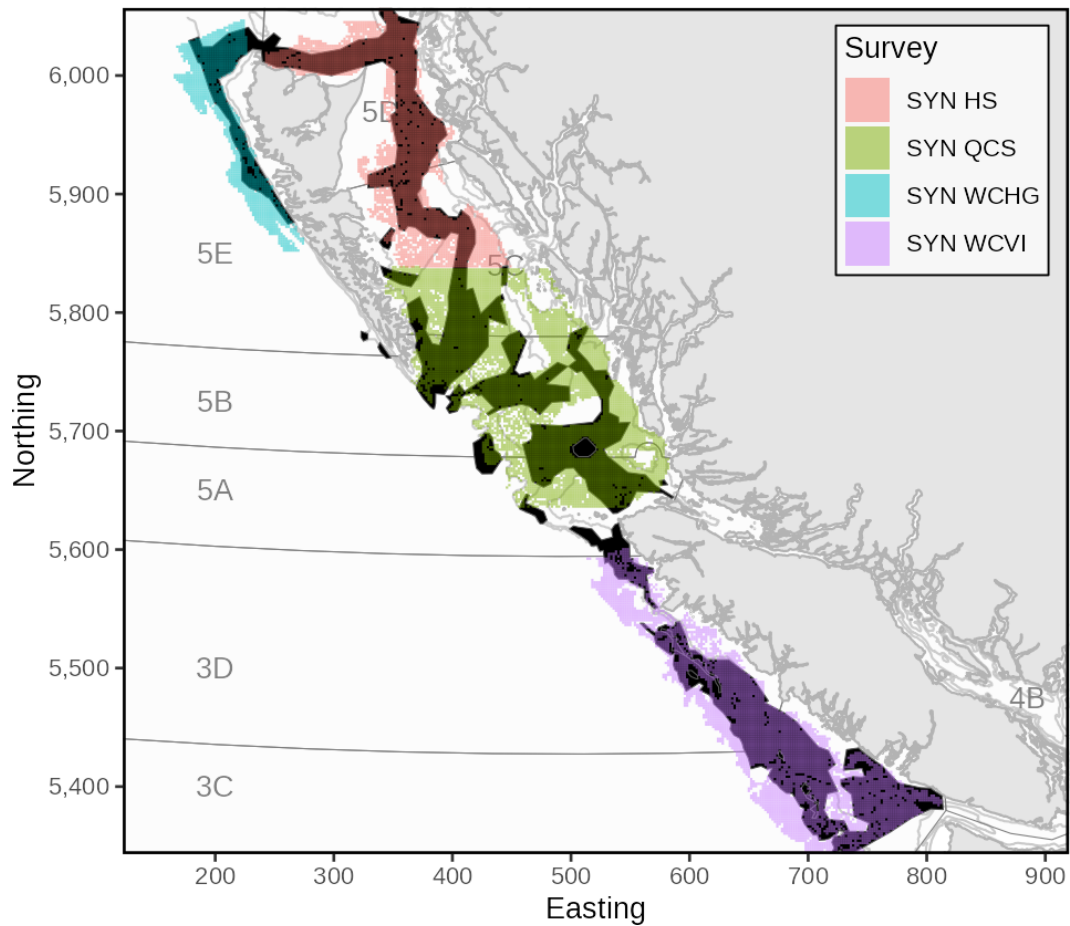 Survey
SYN HS
SYN QCS
SYN WCHG
SYN WCVI
6,000
5,900
5,800
5,700
5,600
5,500
5,400
Northing
5D
5E
5C
5B
5A
3D
4B
3C
200 300 400 500 600 700 800 900
Easting